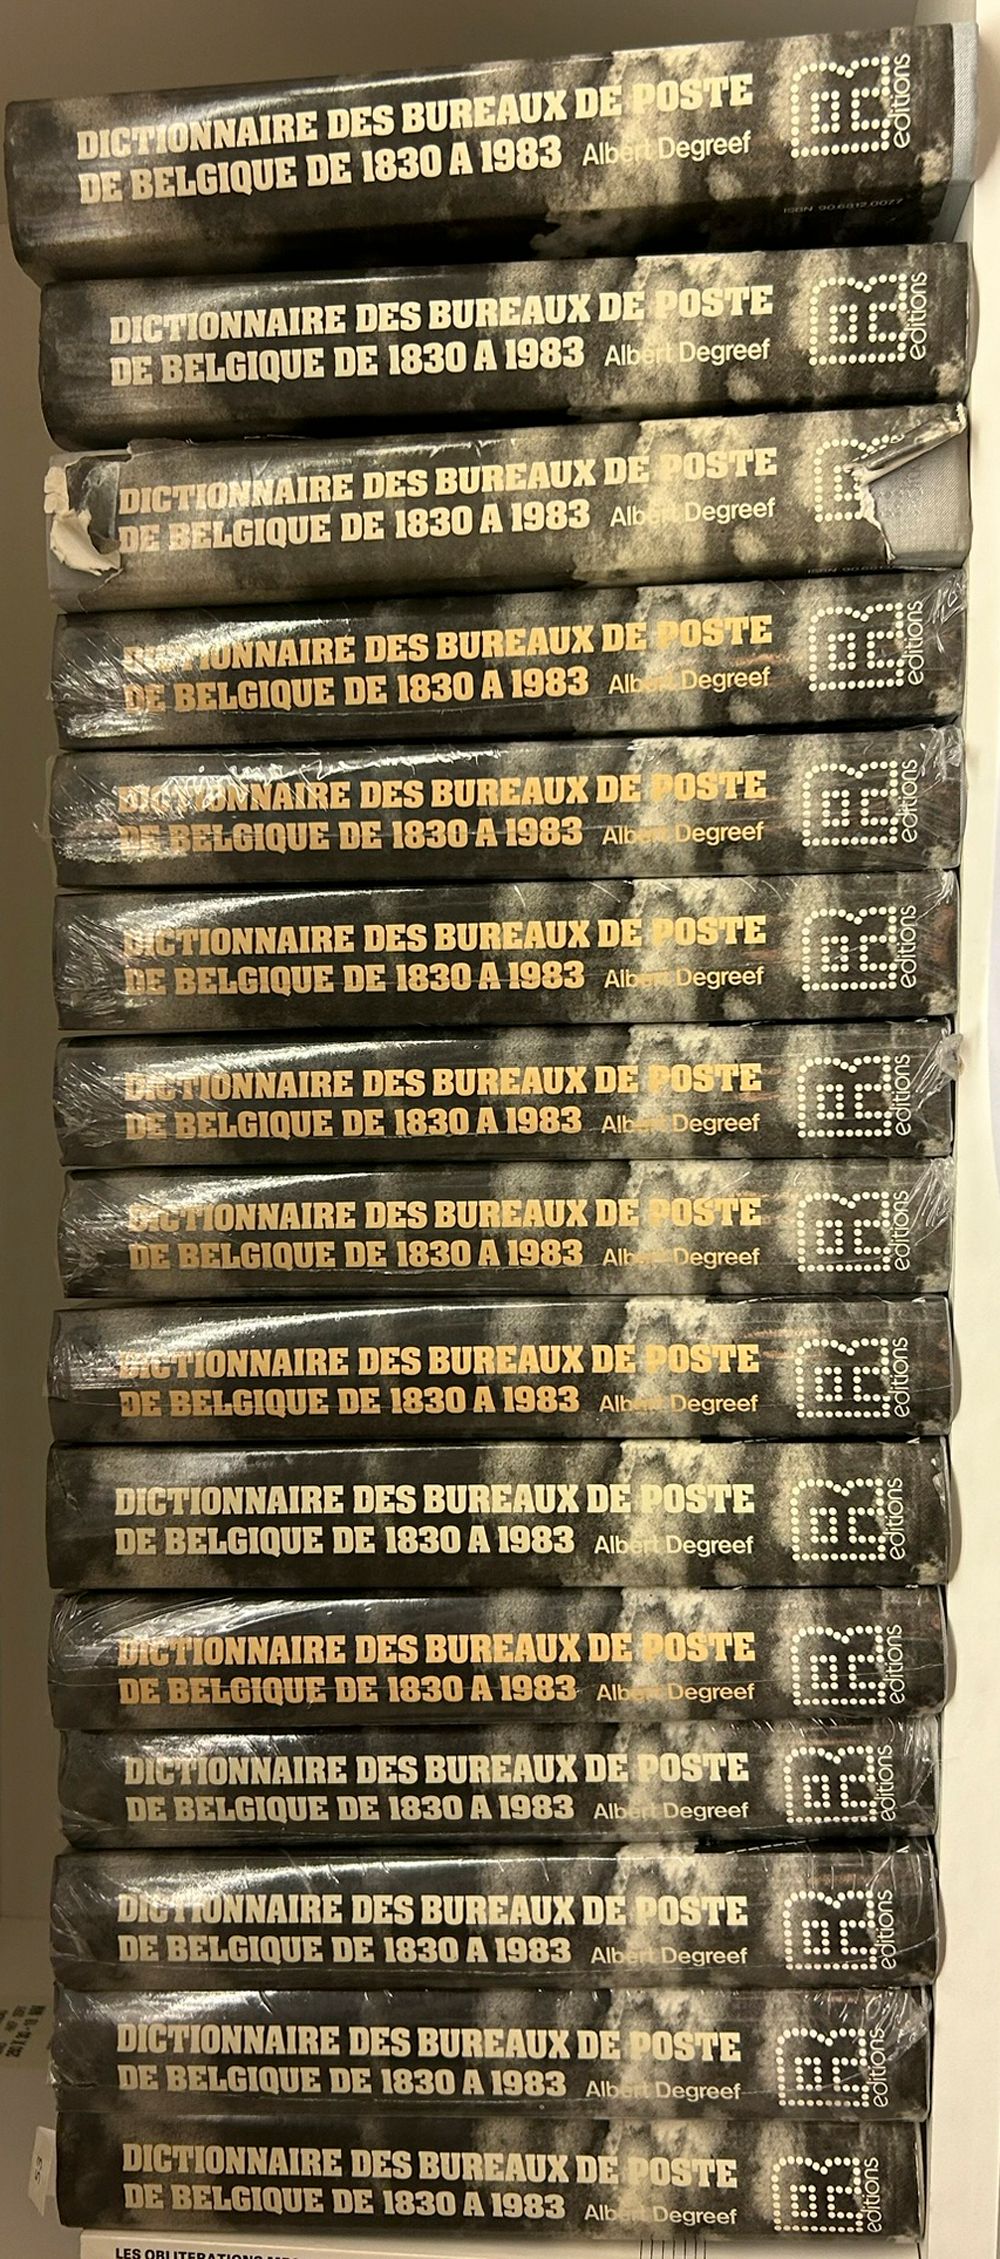 DICTIONNAIRE DES BUREAUX DE POSTE
DE BELGIQUE DE 1830 A 1983 Albert Degreef
editions
ISBN 90.6812.007.7
DICTIONNAIRE DES BUREAUX DE POSTE
DE BELGIQUE DE 1830 A 1983 Albert Degreef
editions
DICTIONNAIRE DES BUREAUX DE POSTE
DE BELGIQUE DE 1830 A 1983 Albert Degreef
DICTIONNAIRE DES BUREAUX DE POSTE
DE BELGIQUE DE 1830 A 1983 Albert Degreef
editions
DICTIONNAIRE DES BUREAUX DE POSTE
DE BELGIQUE DE 1830 A 1983 Albert Degreef
editions
DICTIONNAIRE DES BUREAUX DE POSTE
DE BELGIQUE DE 1830 A 1983 Albert Degreef
editions
DICTIONNAIRE DES BUREAUX DE POSTE
DE BELGIQUE DE 1830 A 1983 Albert Degreef
editions
DICTIONNAIRE DES BUREAUX DE POSTE
DE BELGIQUE DE 1830 A 1983 Albert Degreef
editions
DICTIONNAIRE DES BUREAUX DE POSTE
DE BELGIQUE DE 1830 A 1983 Albert Degreef
editions
DICTIONNAIRE DES BUREAUX DE POSTE
DE BELGIQUE DE 1830 A 1983 Albert Degreef
editions
DICTIONNAIRE DES BUREAUX DE POSTE
DE BELGIQUE DE 1830 A 1983 Albert Degreef
editions
DICTIONNAIRE DES BUREAUX DE POSTE
DE BELGIQUE DE 1830 A 1983 Albert Degreef
editions
DICTIONNAIRE DES BUREAUX DE POSTE
DE BELGIQUE DE 1830 A 1983 Albert Degreef
editions
DICTIONNAIRE DES BUREAUX DE POSTE
DE BELGIQUE DE 1830 A 1983 Albert Degreef
editions
DICTIONNAIRE DES BUREAUX DE POSTE
DE BELGIQUE DE 1830 A 1983 Albert Degreef
editions
LES OBLITERATIONS